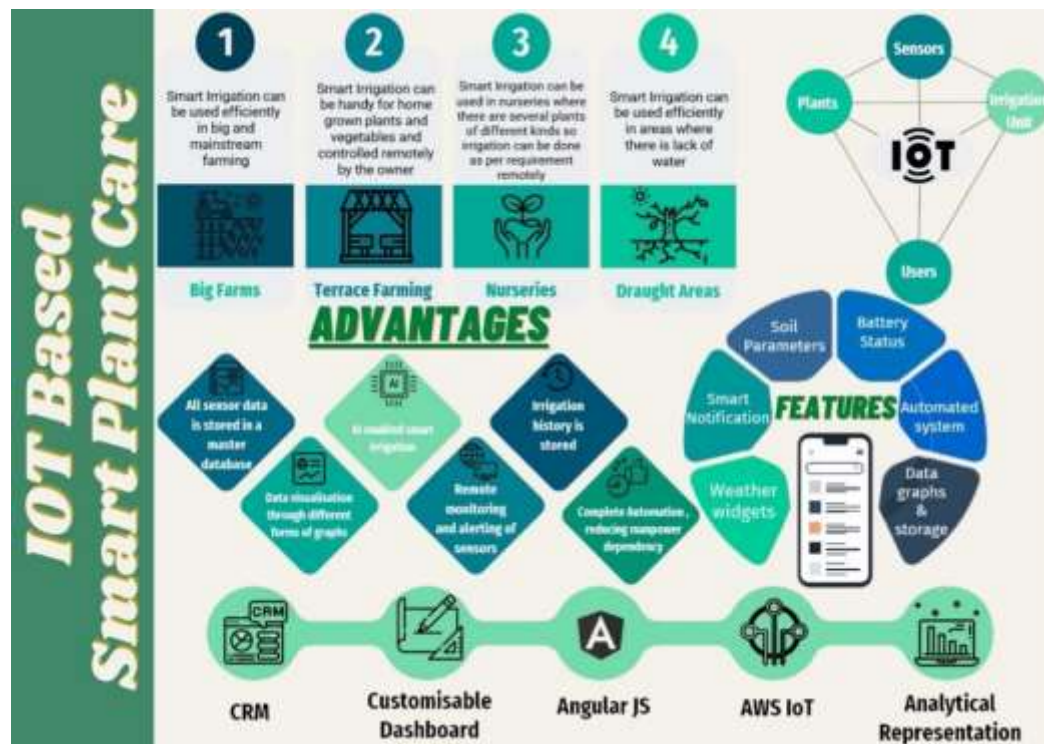 IOT Based
Smart Plant Care
1
Smart Irrigation can
be used efficiently
in big and
mainstream
farming
Big Farms
2
Smart Irrigation can
be handy for home
grown plants and
vegetables and
controlled remotely
by the owner
Terrace Farming
3
Smart Irrigation can be
used in nurseries where
there are several plants
of different kinds so
irrigation can be done
as per requirement
remotely
Nurseries
4
Smart Irrigation can
be used efficiently
in areas where
there is lack of
water
Draught Areas
Sensors
Plants
Irrigation
Unit
IOT
Users
ADVANTAGES
All sensor data
is stored in a
master
database
Data visualisation
through different
forms of graphs
AI
AI enabled smart
irrigation
Remote
monitoring
and alerting of
sensors
Irrigation
history is
stored
Complete Automation ,
reducing manpower
dependency
FEATURES
Soil
Parameters
Battery
Status
Smart
Notification
Automated
system
Weather
widgets
Data
graphs
&
storage
CRM
CRM
Customisable
Dashboard
A
Angular JS
AWS IoT
Analytical
Representation